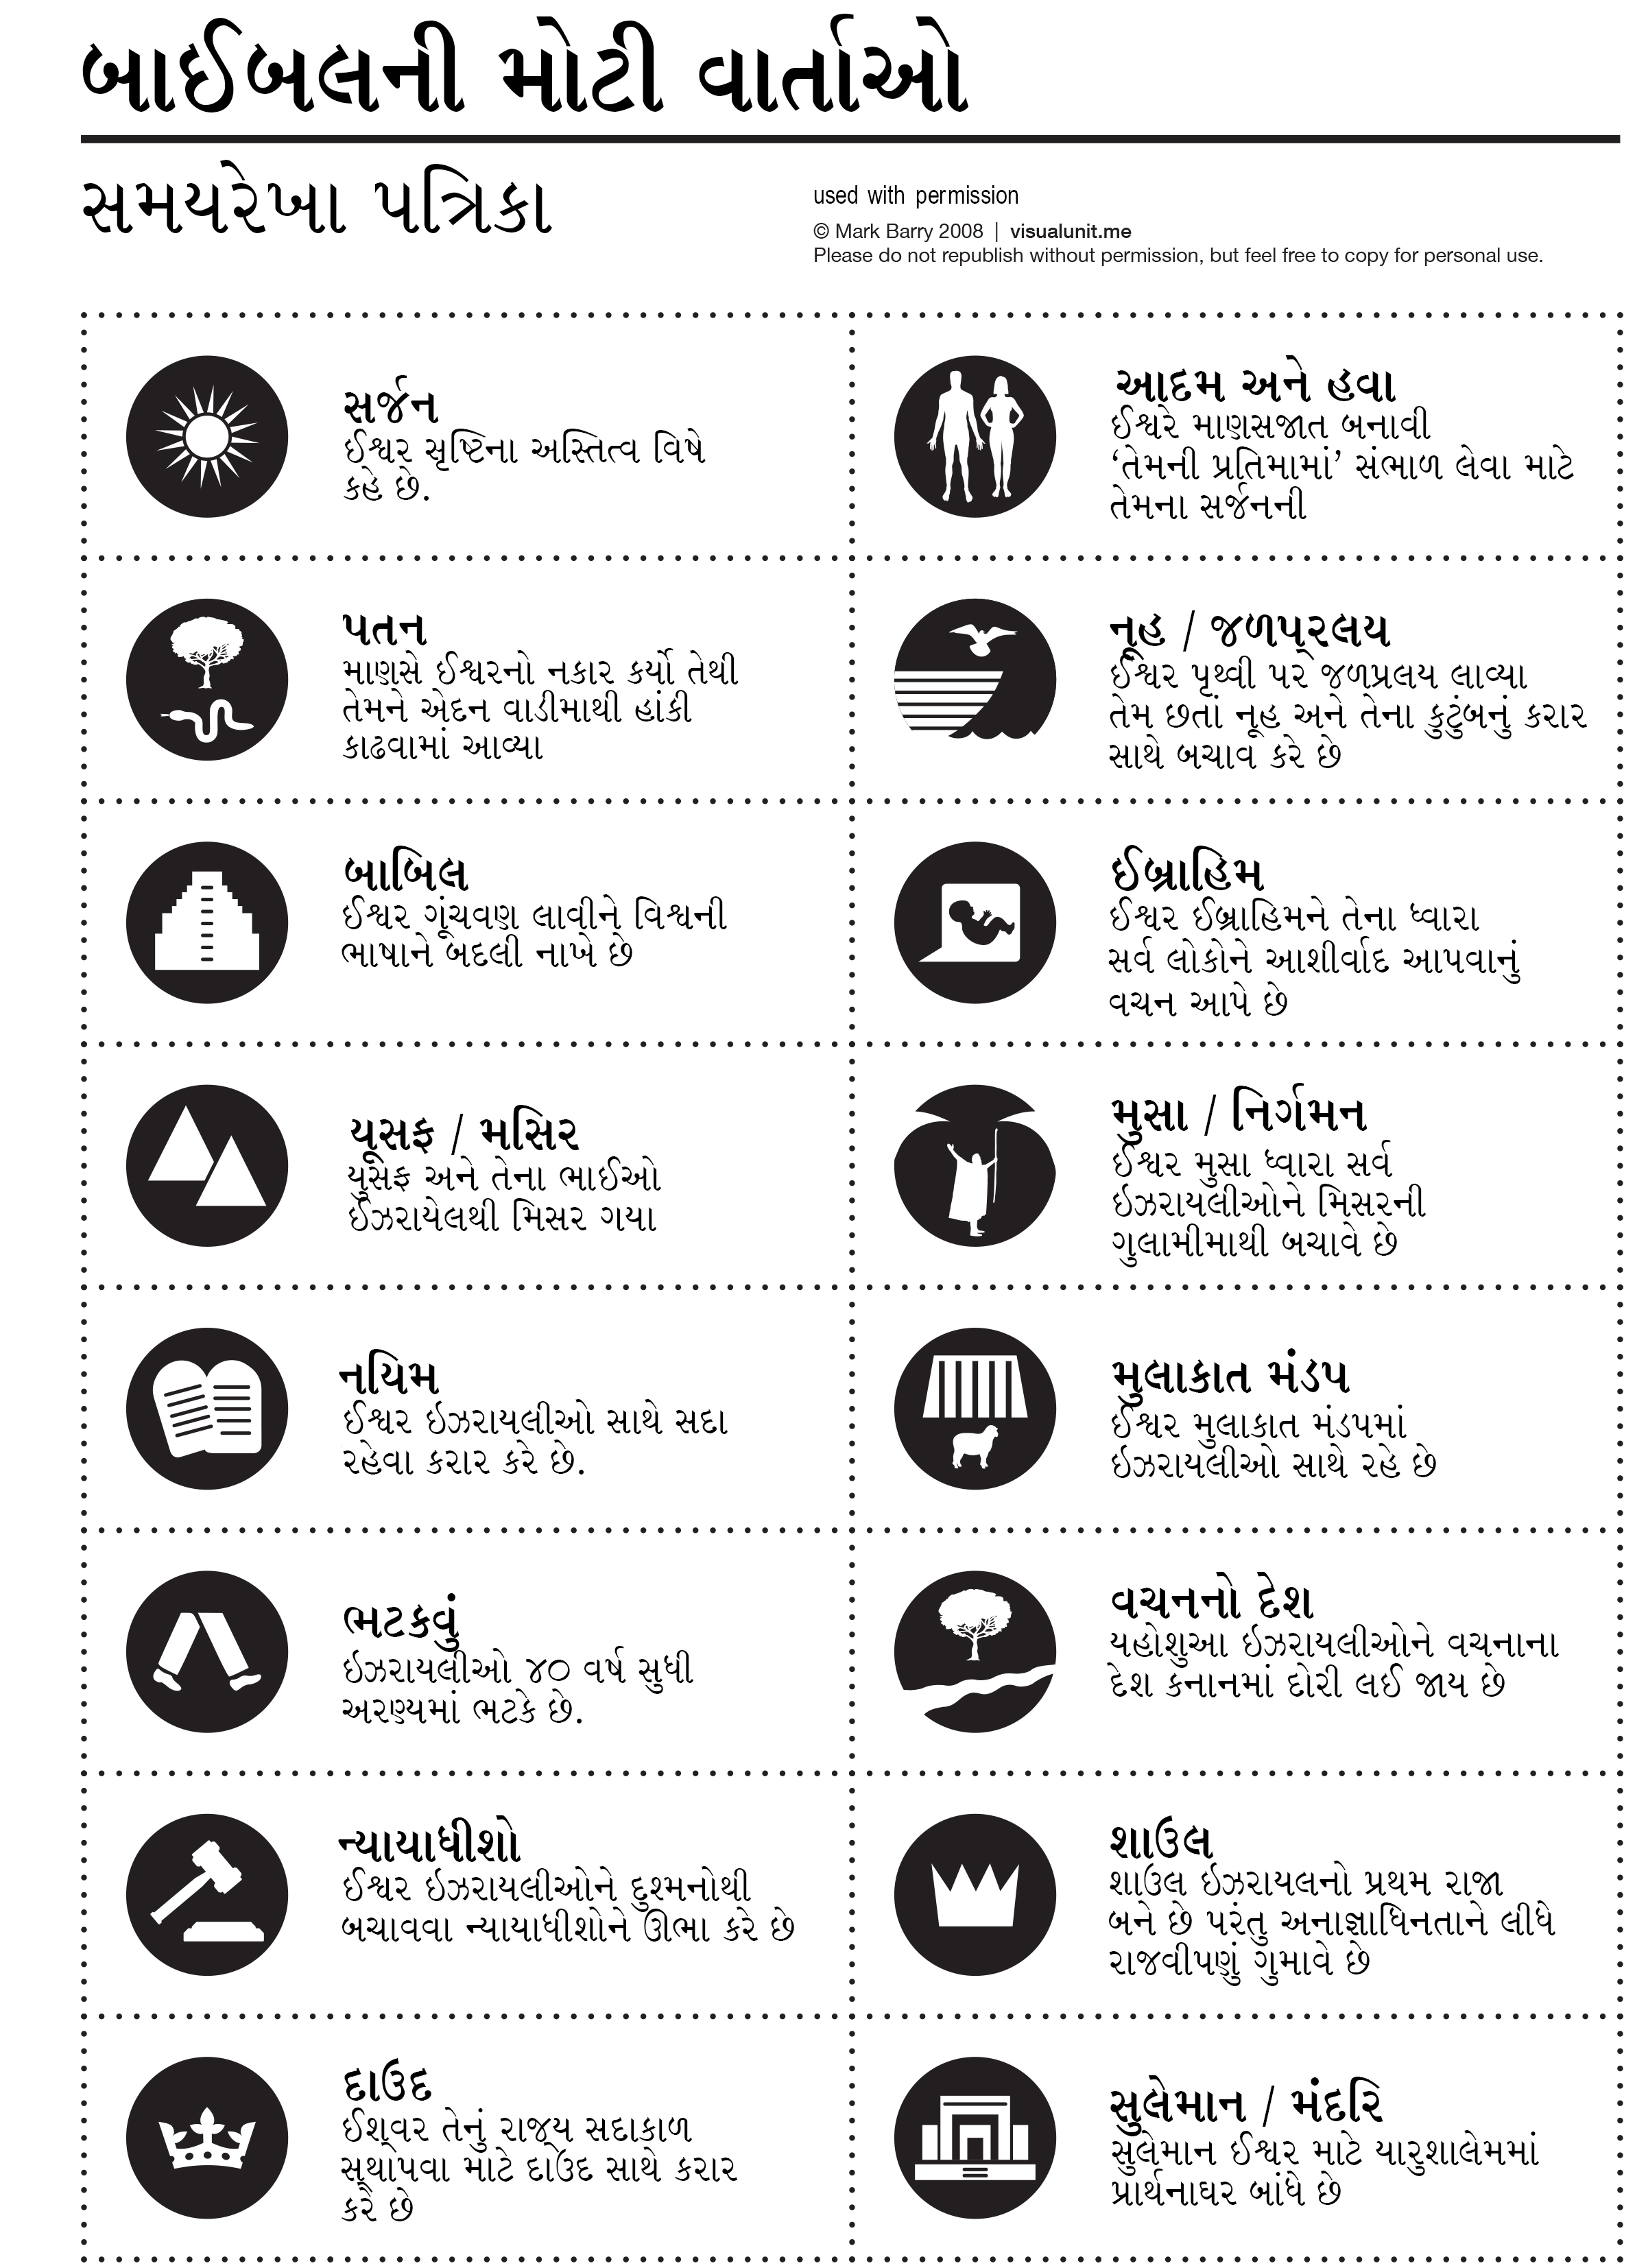 બાઈબલની મોટી વાર્તાઓ
સમયરેખા પત્રિકા
used with permission
© Mark Barry 2008 | visualunit.me
Please do not republish without permission, but feel free to copy for personal use.
સર્જન
ઈશ્વર સૃષ્ટિના અસ્તિત્વ વિષે
કહે છે.
આદમ અને હવા
ઈશ્વરે માણસજાત બનાવી
‘તેમની પ્રતિમામાં’ સંભાળ લેવા માટે
તેમના સર્જનની
પતન
માણસે ઈશ્વરનો નકાર કર્યો તેથી
તેમને એદન વાડીમાથી હાંકી
કાઢવામાં આવ્યા
નૂહ / જળપ્રલય
ઈશ્વર પૃથ્વી પર જળપ્રલય લાવ્યા
તેમ છતાં નૂહ અને તેના કુટુંબનું કરાર
સાથે બચાવ કરે છે
બાબિલ
ઈશ્વર ગૂંચવણ લાવીને વિશ્વની
ભાષાને બદલી નાખે છે
ઈબ્રાહિમ
ઈશ્વર ઈબ્રાહિમને તેના ધ્વારા
સર્વ લોકોને આશીર્વાદ આપવાનું
વચન આપે છે
યૂસફ / મસિર
યુસફ અને તેના ભાઈઓ
ઈઝરાયેલથી મિસર ગયા
મુસા / નિર્ગમન
ઈશ્વર મુસા ધ્વારા સર્વ
ઇઝરાયલીઓને મિસરની
ગુલામીમાથી બચાવે છે
નયિમ
ઈશ્વર ઇઝરાયલીઓ સાથે સદા
રહેવા કરાર કરે છે.
મુલાકાત મંડપ
ઈશ્વર મુલાકાત મંડપમાં
ઇઝરાયલીઓ સાથે રહે છે
ભટકવું
ઇઝરાયલીઓ ૪૦ વર્ષ સુધી
અરણ્યમાં ભટકે છે.
વચનનો દેશ
યહોશુઆ ઇઝરાયલીઓને વચનાના
દેશ કનાનમાં દોરી લઈ જાય છે
ન્યાયાધીશો
ઈશ્વર ઇઝરાયલીઓને દુશ્મનોથી
બચાવવા ન્યાયાધીશોને ઊભા કરે છે
શાઉલ
શાઉલ ઇઝરાયલનો પ્રથમ રાજા
બને છે પરંતુ અનાજ્ઞાધિનતાને લીધે
રાજવીપણું ગુમાવે છે
દાઉદ
ઈશ્વર તેનું રાજ્ય સદાકાળ
સ્થાપવા માટે દાઉદ સાથે કરાર
કરે છે
સુલેમાન / મંદરિ
સુલેમાન ઈશ્વર માટે યારુશાલેમમાં
પ્રાર્થનાઘર બાંધે છે